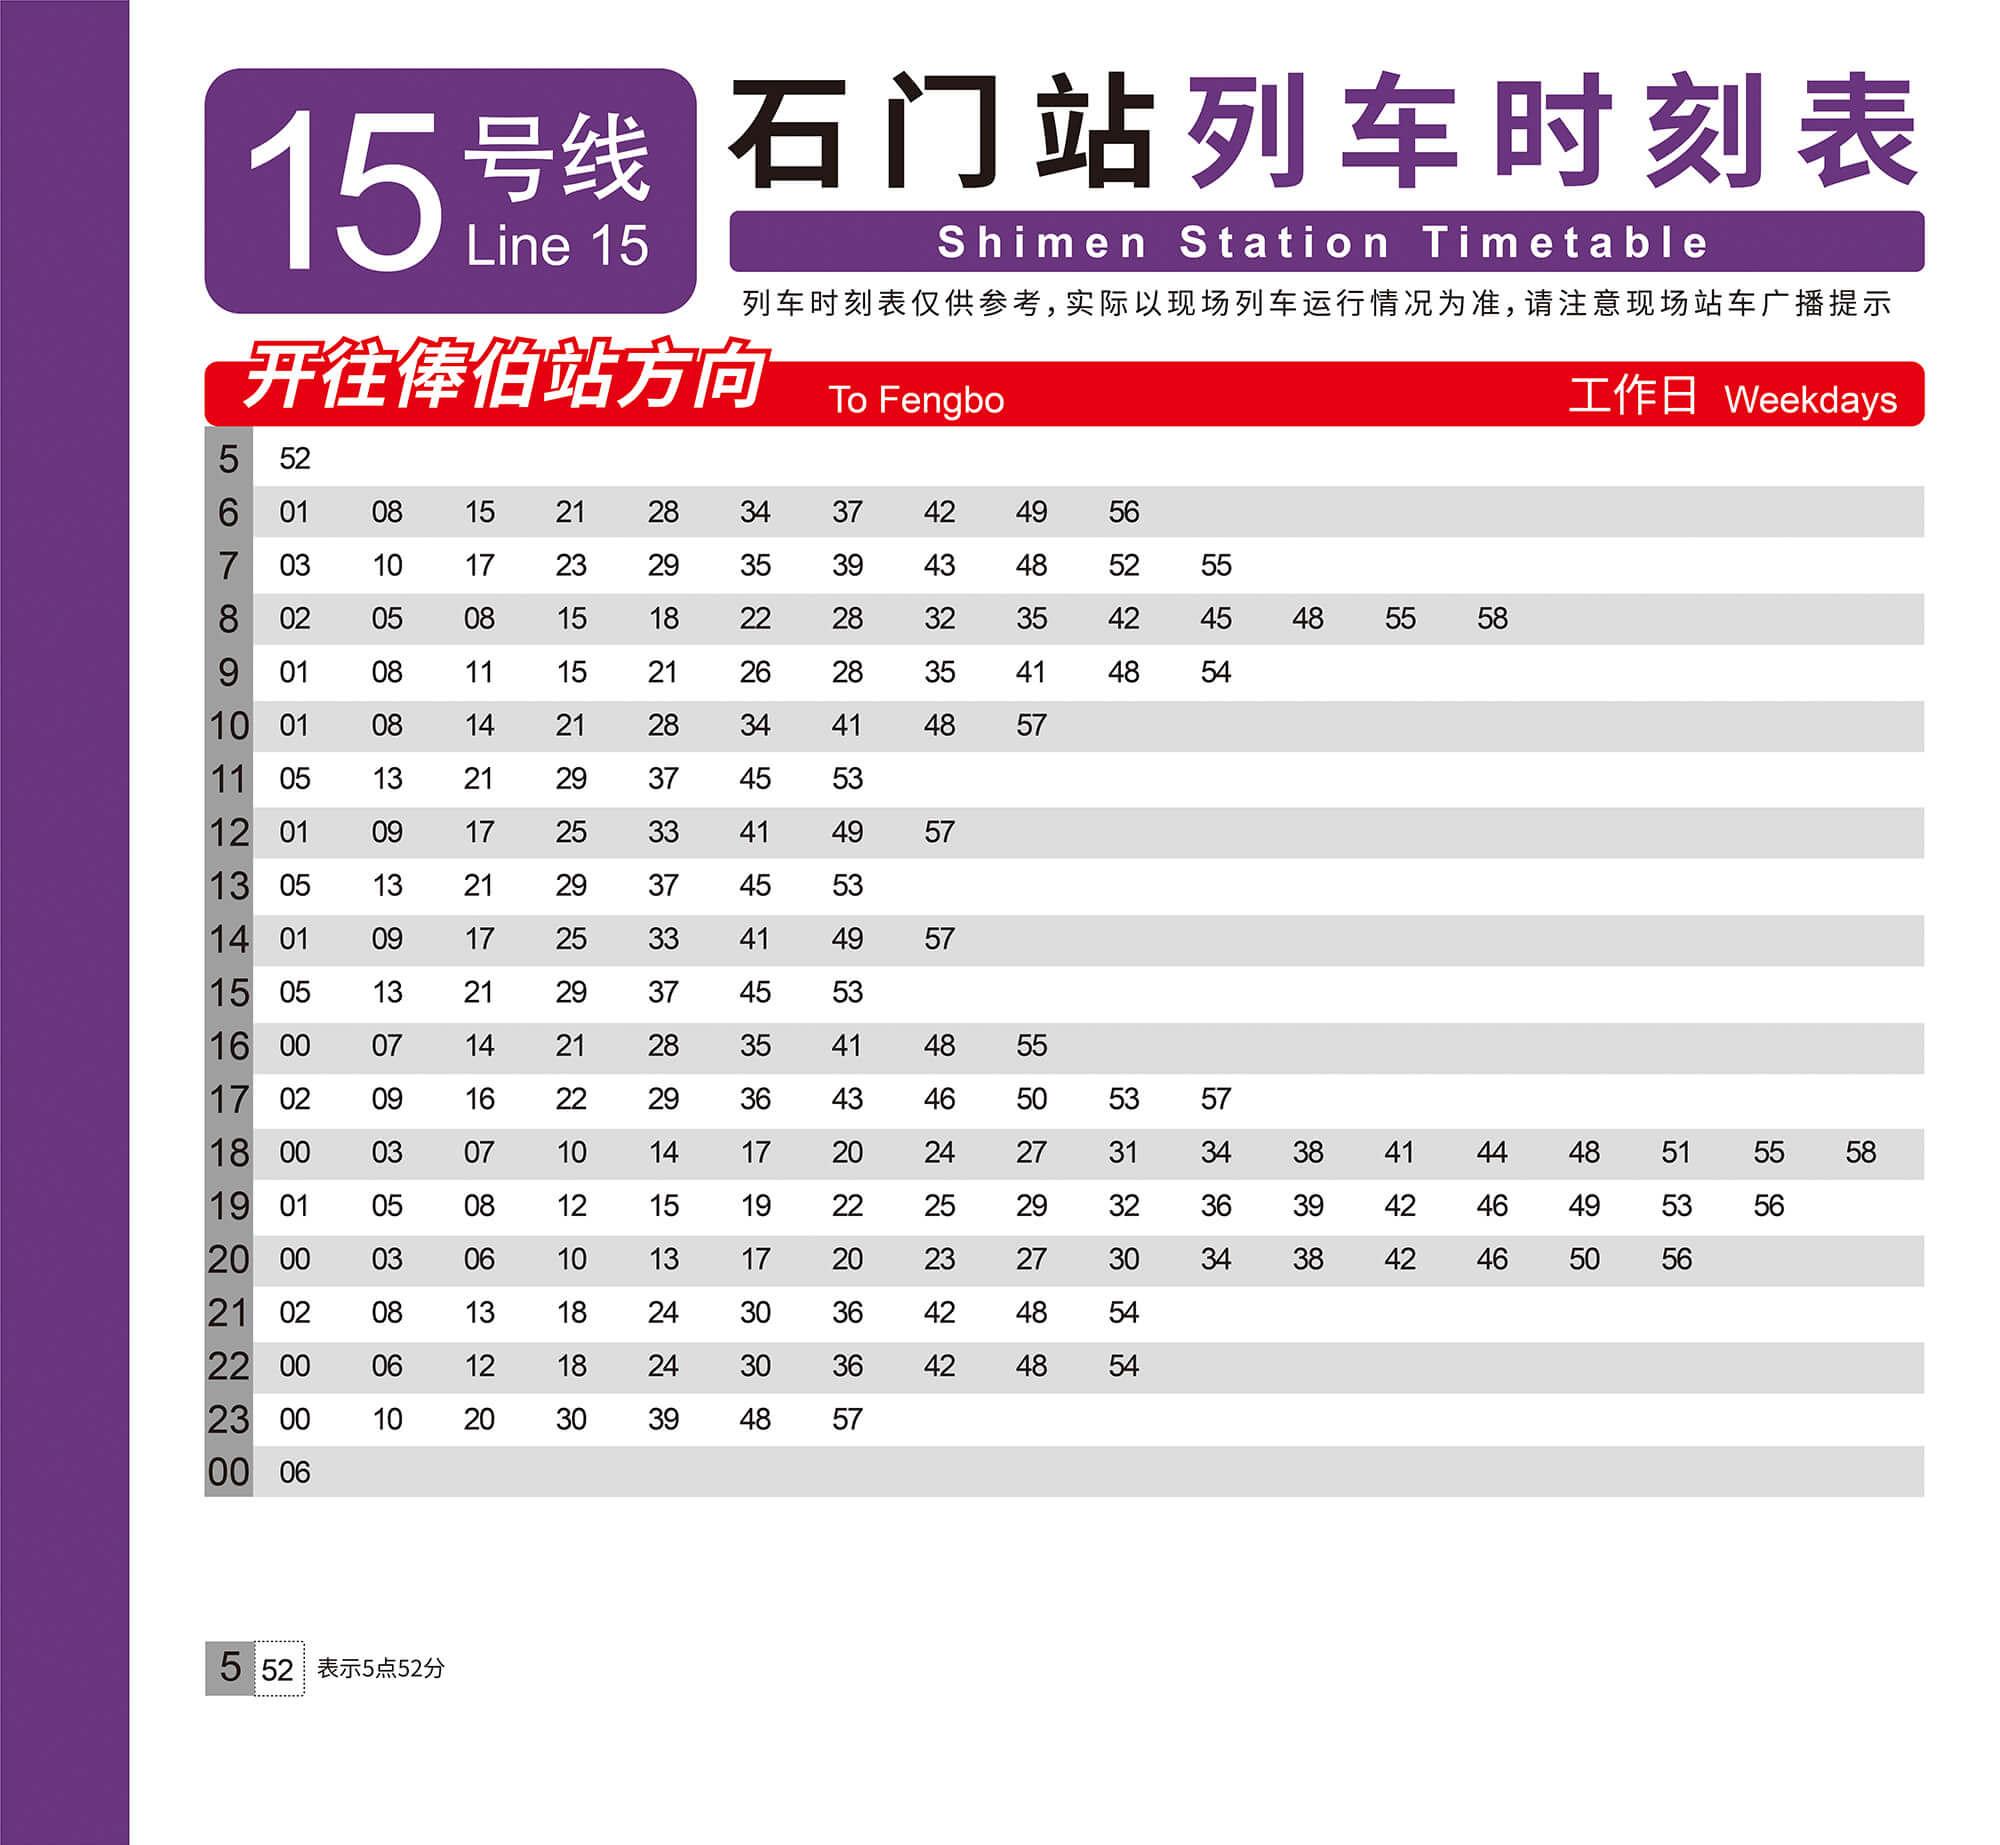 15号线
Line 15
石门站列车时刻表
Shimen Station Timetable
列车时刻表仅供参考，实际以现场列车运行情况为准，请注意现场站车广播提示
开往俸伯站方向 To Fengbo 工作日 Weekdays
5 52
6 01 08 15 21 28 34 37 42 49 56
7 03 10 17 23 29 35 39 43 48 52 55
8 02 05 08 15 18 22 28 32 35 42 45 48 55 58
9 01 08 11 15 21 26 28 35 41 48 54
10 01 08 14 21 28 34 41 48 57
11 05 13 21 29 37 45 53
12 01 09 17 25 33 41 49 57
13 05 13 21 29 37 45 53
14 01 09 17 25 33 41 49 57
15 05 13 21 29 37 45 53
16 00 07 14 21 28 35 41 48 55
17 02 09 16 22 29 36 43 46 50 53 57
18 00 03 07 10 14 17 20 24 27 31 34 38 41 44 48 51 55 58
19 01 05 08 12 15 19 22 25 29 32 36 39 42 46 49 53 56
20 00 03 06 10 13 17 20 23 27 30 34 38 42 46 50 56
21 02 08 13 18 24 30 36 42 48 54
22 00 06 12 18 24 30 36 42 48 54
23 00 10 20 30 39 48 57
00 06
5 52 表示5点52分